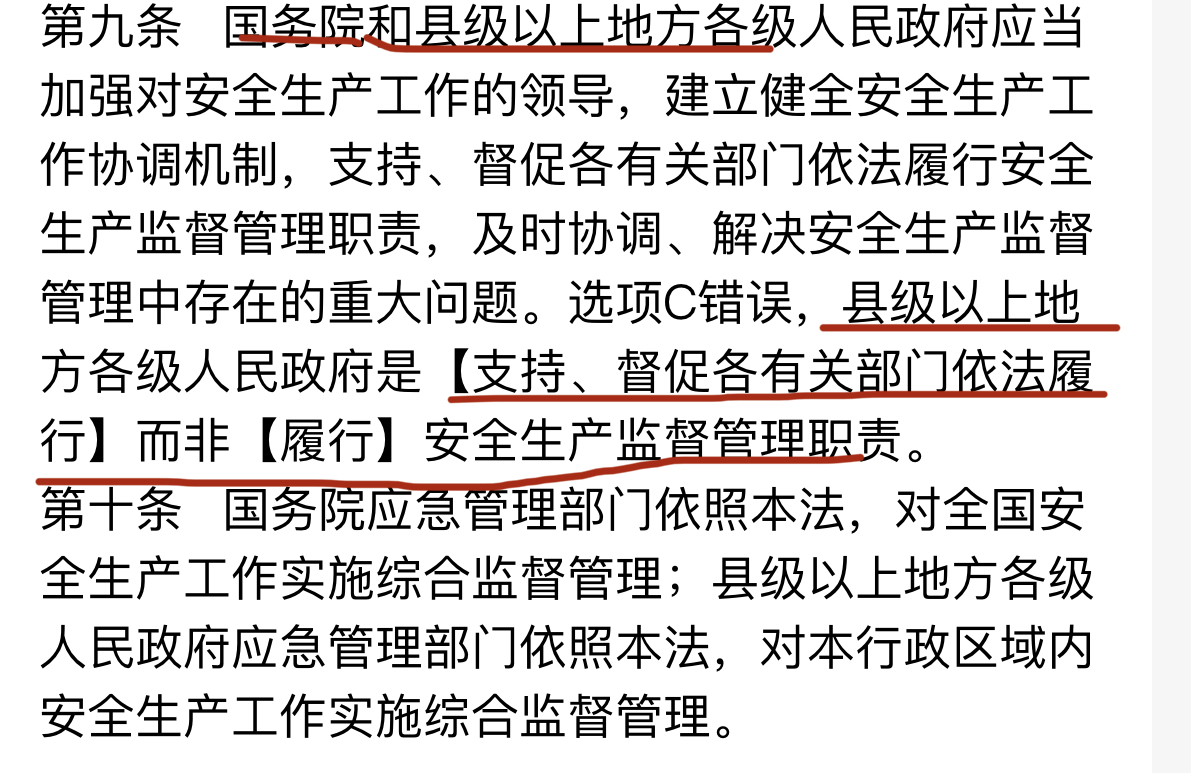 第九条 国务院和县级以上地方各级人民政府应当
加强对安全生产工作的领导，建立健全安全生产工
作协调机制，支持、督促各有关部门依法履行安全
生产监督管理职责，及时协调、解决安全生产监督
管理中存在的重大问题。选项C错误，县级以上地
方各级人民政府是【支持、督促各有关部门依法履
行】而非【履行】安全生产监督管理职责。
第十条 国务院应急管理部门依照本法，对全国安
全生产工作实施综合监督管理；县级以上地方各级
人民政府应急管理部门依照本法，对本行政区域内
安全生产工作实施综合监督管理。